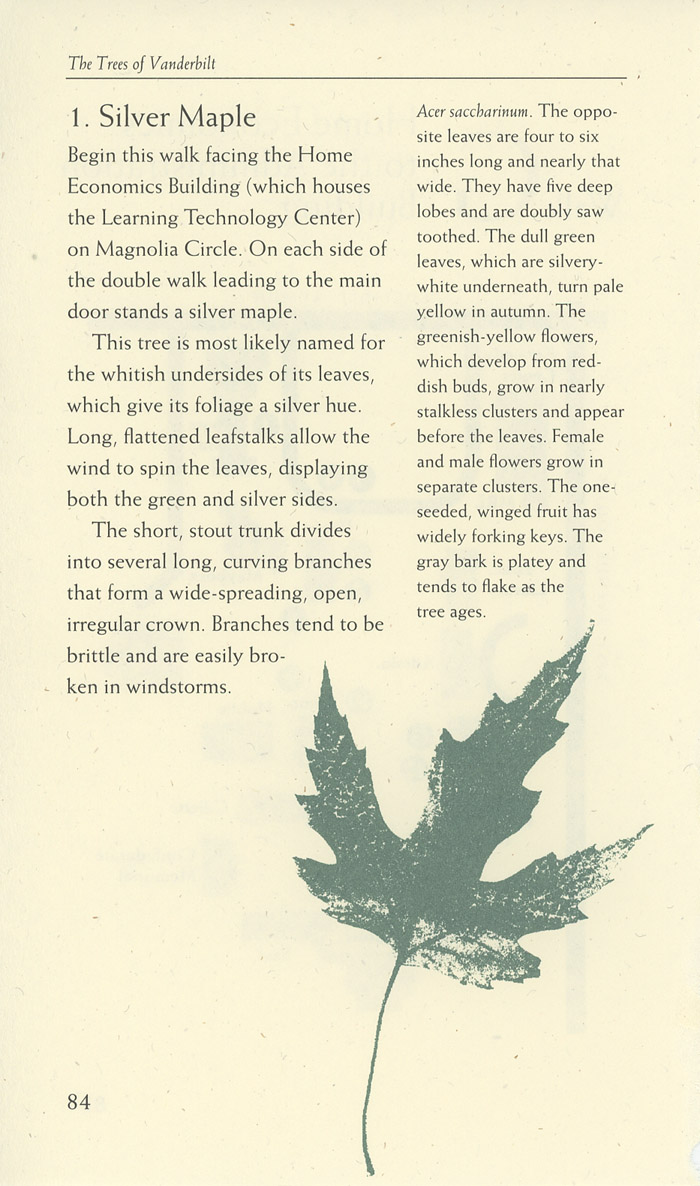 The Trees of Vanderbilt
1. Silver Maple
Begin this walk facing the Home
Economics Building (which houses
the Learning Technology Center)
on Magnolia Circle. On each side of
the double walk leading to the main
door stands a silver maple.
This tree is most likely named for
the whitish undersides of its leaves,
which give its foliage a silver hue.
Long, flattened leafstalks allow the
wind to spin the leaves, displaying
both the green and silver sides.
The short, stout trunk divides
into several long, curving branches
that form a wide-spreading, open,
irregular crown. Branches tend to be
brittle and are easily bro-
ken in windstorms.
Acer saccharinum. The oppo-
site leaves are four to six
inches long and nearly that
wide. They have five deep
lobes and are doubly saw
toothed. The dull green
leaves, which are silvery-
white underneath, turn pale
yellow in autumn. The
greenish-yellow flowers,
which develop from red-
dish buds, grow in nearly
stalkless clusters and appear
before the leaves. Female
and male flowers grow in
separate clusters. The one-
seeded, winged fruit has
widely forking keys. The
gray bark is platey and
tends to flake as the
tree ages.
84